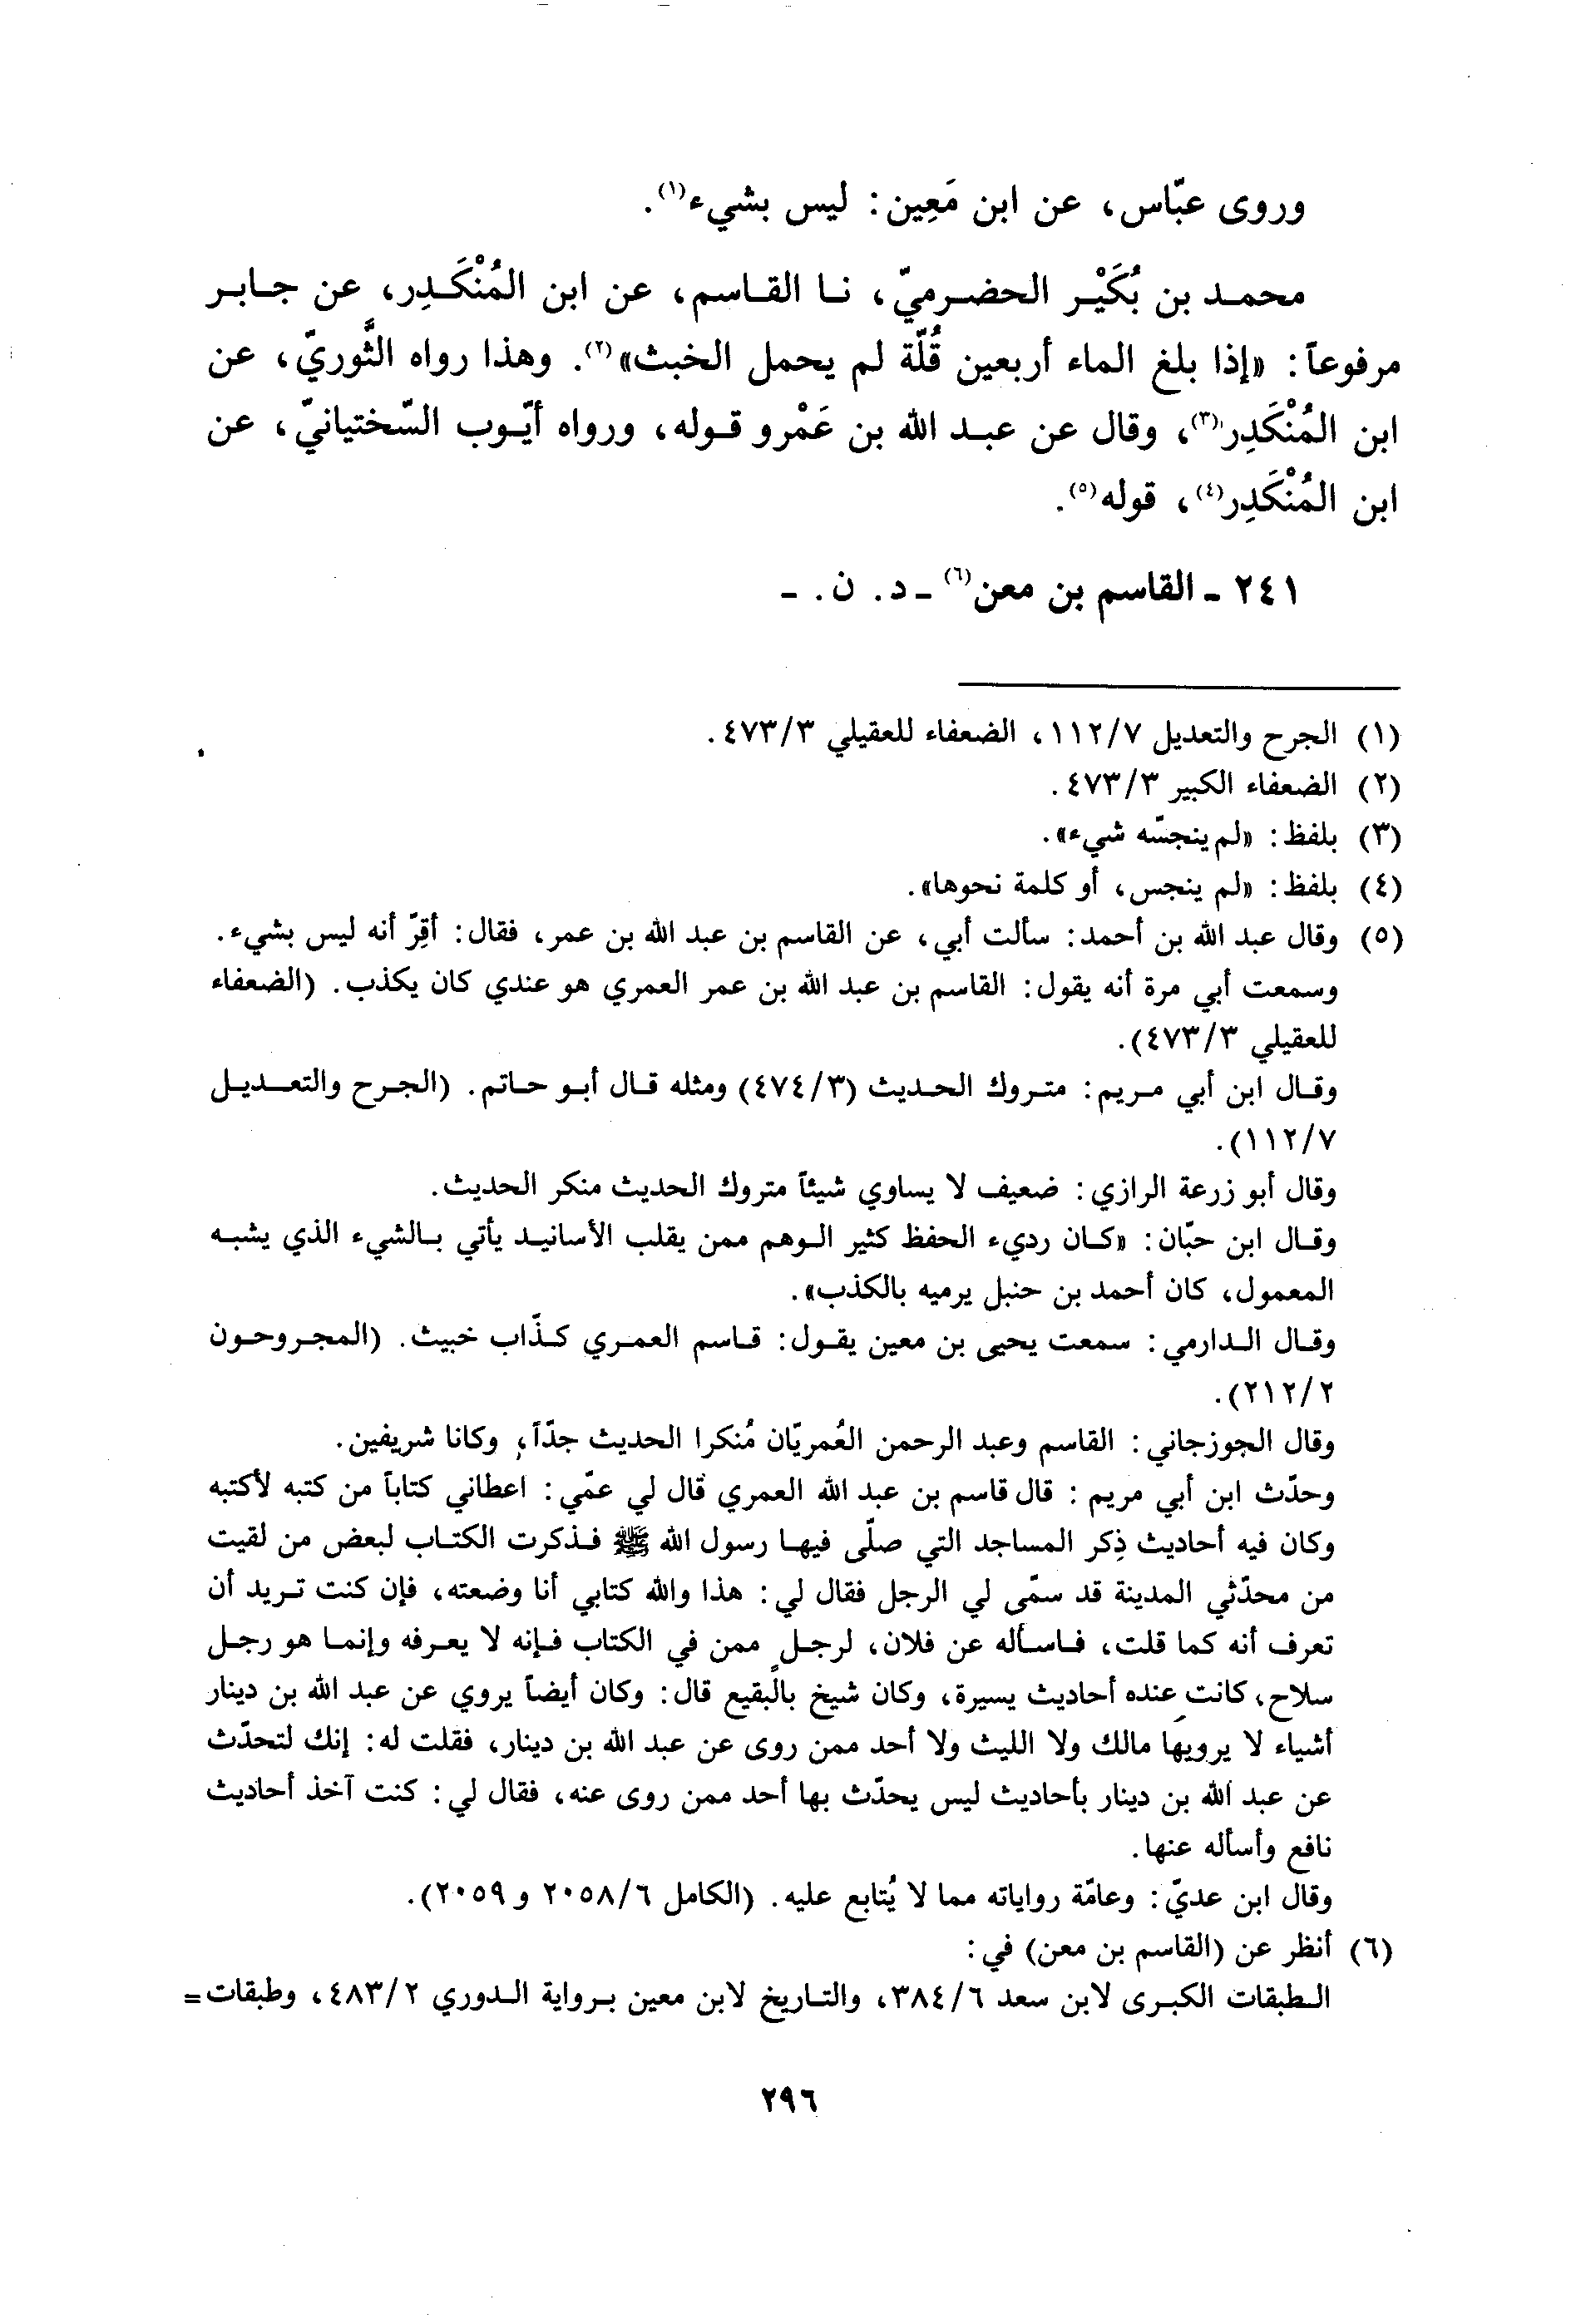 وروى عبّاس، عن ابن مَعِين: ليس بشيء(١).
محمد بن بُكَيْر الحضرميّ، نا القاسم، عن ابن المُنْكَدِر، عن جابر
مرفوعاً: «إذا بلغ الماء أربعين قُلّة لم يحمل الخبث»(٢). وهذا رواه الثَّوريّ، عن
ابن المُنْكَدِر(٣)، وقال عن عبد الله بن عَمْرو قوله، ورواه أيّوب السّختيانيّ، عن
ابن المُنْكَدِر(٤)، قوله(٥).
٢٤١ - القاسم بن معن(٦) - د. ن. -
(١) الجرح والتعديل ١١٢/٧، الضعفاء للعقيلي ٤٧٣/٣.
(٢) الضعفاء الكبير ٤٧٣/٣.
(٣) بلفظ: «لم ينجسّه شيء».
(٤) بلفظ: «لم ينجس، أو كلمة نحوها».
(٥) وقال عبد الله بن أحمد: سألت أبي، عن القاسم بن عبد الله بن عمر، فقال: أقِرّ أنه ليس بشيء.
وسمعت أبي مرة أنه يقول: القاسم بن عبد الله بن عمر العمري هو عندي كان يكذب. (الضعفاء
للعقيلي ٤٧٣/٣).
وقال ابن أبي مريم: متروك الحديث (٤٧٤/٣) ومثله قال أبو حاتم. (الجرح والتعديل
١١٢/٧).
وقال أبو زرعة الرازي: ضعيف لا يساوي شيئاً متروك الحديث منكر الحديث.
وقال ابن حبّان: «كان رديء الحفظ كثير الوهم ممن يقلب الأسانيد يأتي بالشيء الذي يشبه
المعمول، كان أحمد بن حنبل يرميه بالكذب».
وقال الدارمي: سمعت يحيى بن معين يقول: قاسم العمري كذّاب خبيث. (المجروحون
٢١٢/٢).
وقال الجوزجاني: القاسم وعبد الرحمن العُمريّان مُنكرا الحديث جدّاً، وكانا شريفين.
وحدّث ابن أبي مريم: قال قاسم بن عبد الله العمري قال لي عمّي: اعطاني كتاباً من كتبه لأكتبه
وكان فيه أحاديث ذِكر المساجد التي صلّى فيها رسول الله ﷺ فذكرت الكتاب لبعض من لقيت
من محدّثي المدينة قد سمّى لي الرجل فقال لي: هذا والله كتابي أنا وضعته، فإن كنت تريد أن
تعرف أنه كما قلت، فاسأله عن فلان، لرجل ممن في الكتاب فإنه لا يعرفه وإنما هو رجل
سلاح، كانت عنده أحاديث يسيرة، وكان شيخ بالبقيع قال: وكان أيضاً يروي عن عبد الله بن دينار
أشياء لا يرويها مالك ولا الليث ولا أحد ممن روى عن عبد الله بن دينار، فقلت له: إنك لتحدّث
عن عبد الله بن دينار بأحاديث ليس يحدّث بها أحد ممن روى عنه، فقال لي: كنت آخذ أحاديث
نافع وأسأله عنها.
وقال ابن عديّ: وعامّة رواياته مما لا يُتابع عليه. (الكامل ٢٠٥٨/٦ و ٢٠٥٩).
(٦) أنظر عن (القاسم بن معن) في:
الطبقات الكبرى لابن سعد ٣٨٤/٦، والتاريخ لابن معين برواية الدوري ٤٨٣/٢، وطبقات =
٢٩٦